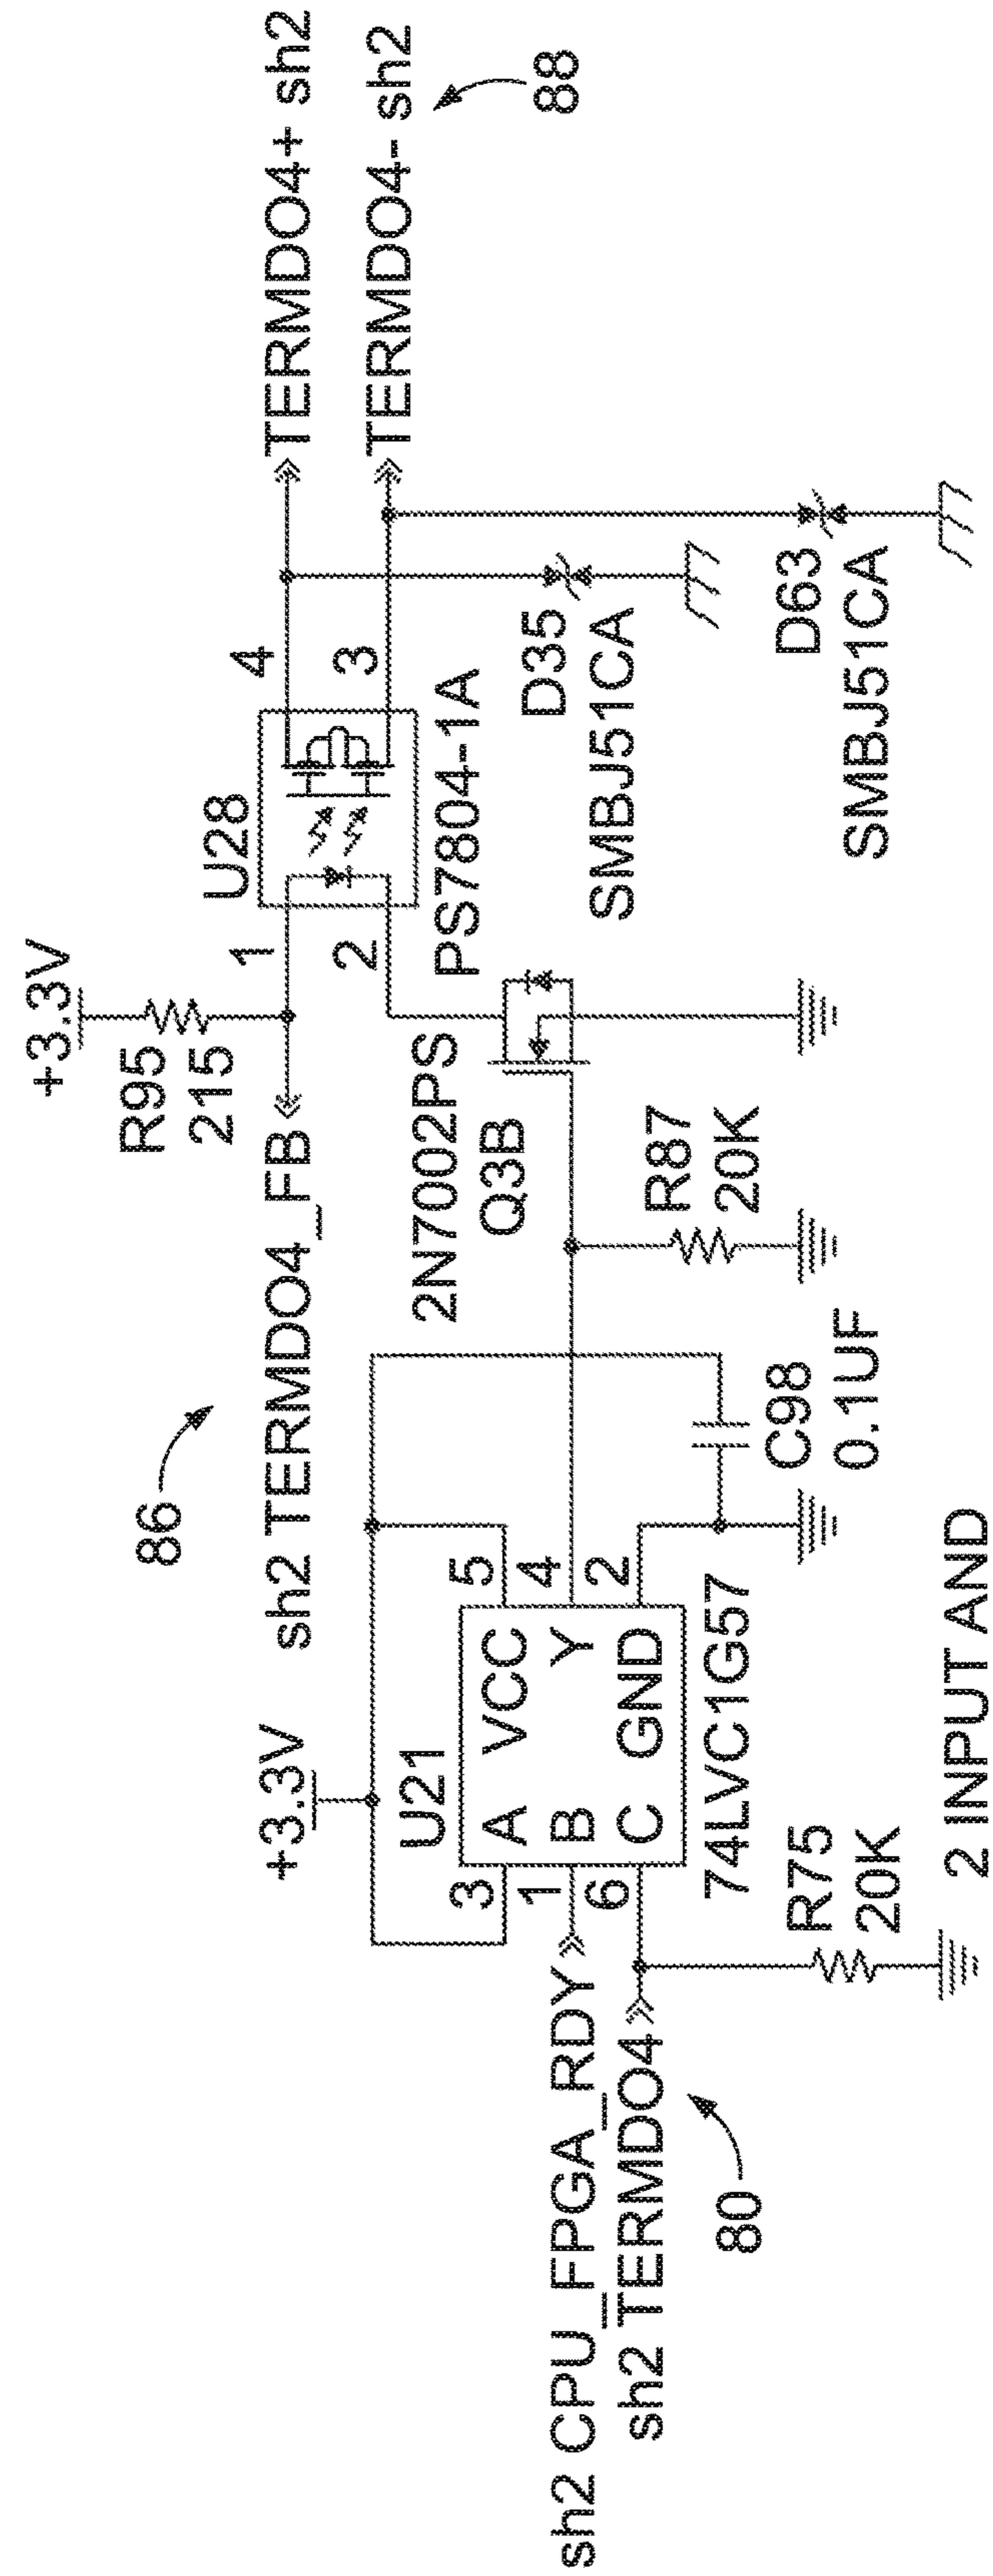 +3.3V
R95
215
86
sh2 TERMDO4_FB
1
2
U28
4
3
TERMDO4+ sh2
TERMDO4- sh2
88
PS7804-1A
2N7002PS
Q3B
D35
SMBJ51CA
D63
SMBJ51CA
R87
20K
+3.3V
U21
3
1
6
A
B
C
VCC
Y
GND
5
4
2
74LVC1G57
C98
0.1UF
sh2 CPU_FPGA_RDY
sh2 TERMDO4
80
R75
20K
2 INPUT AND